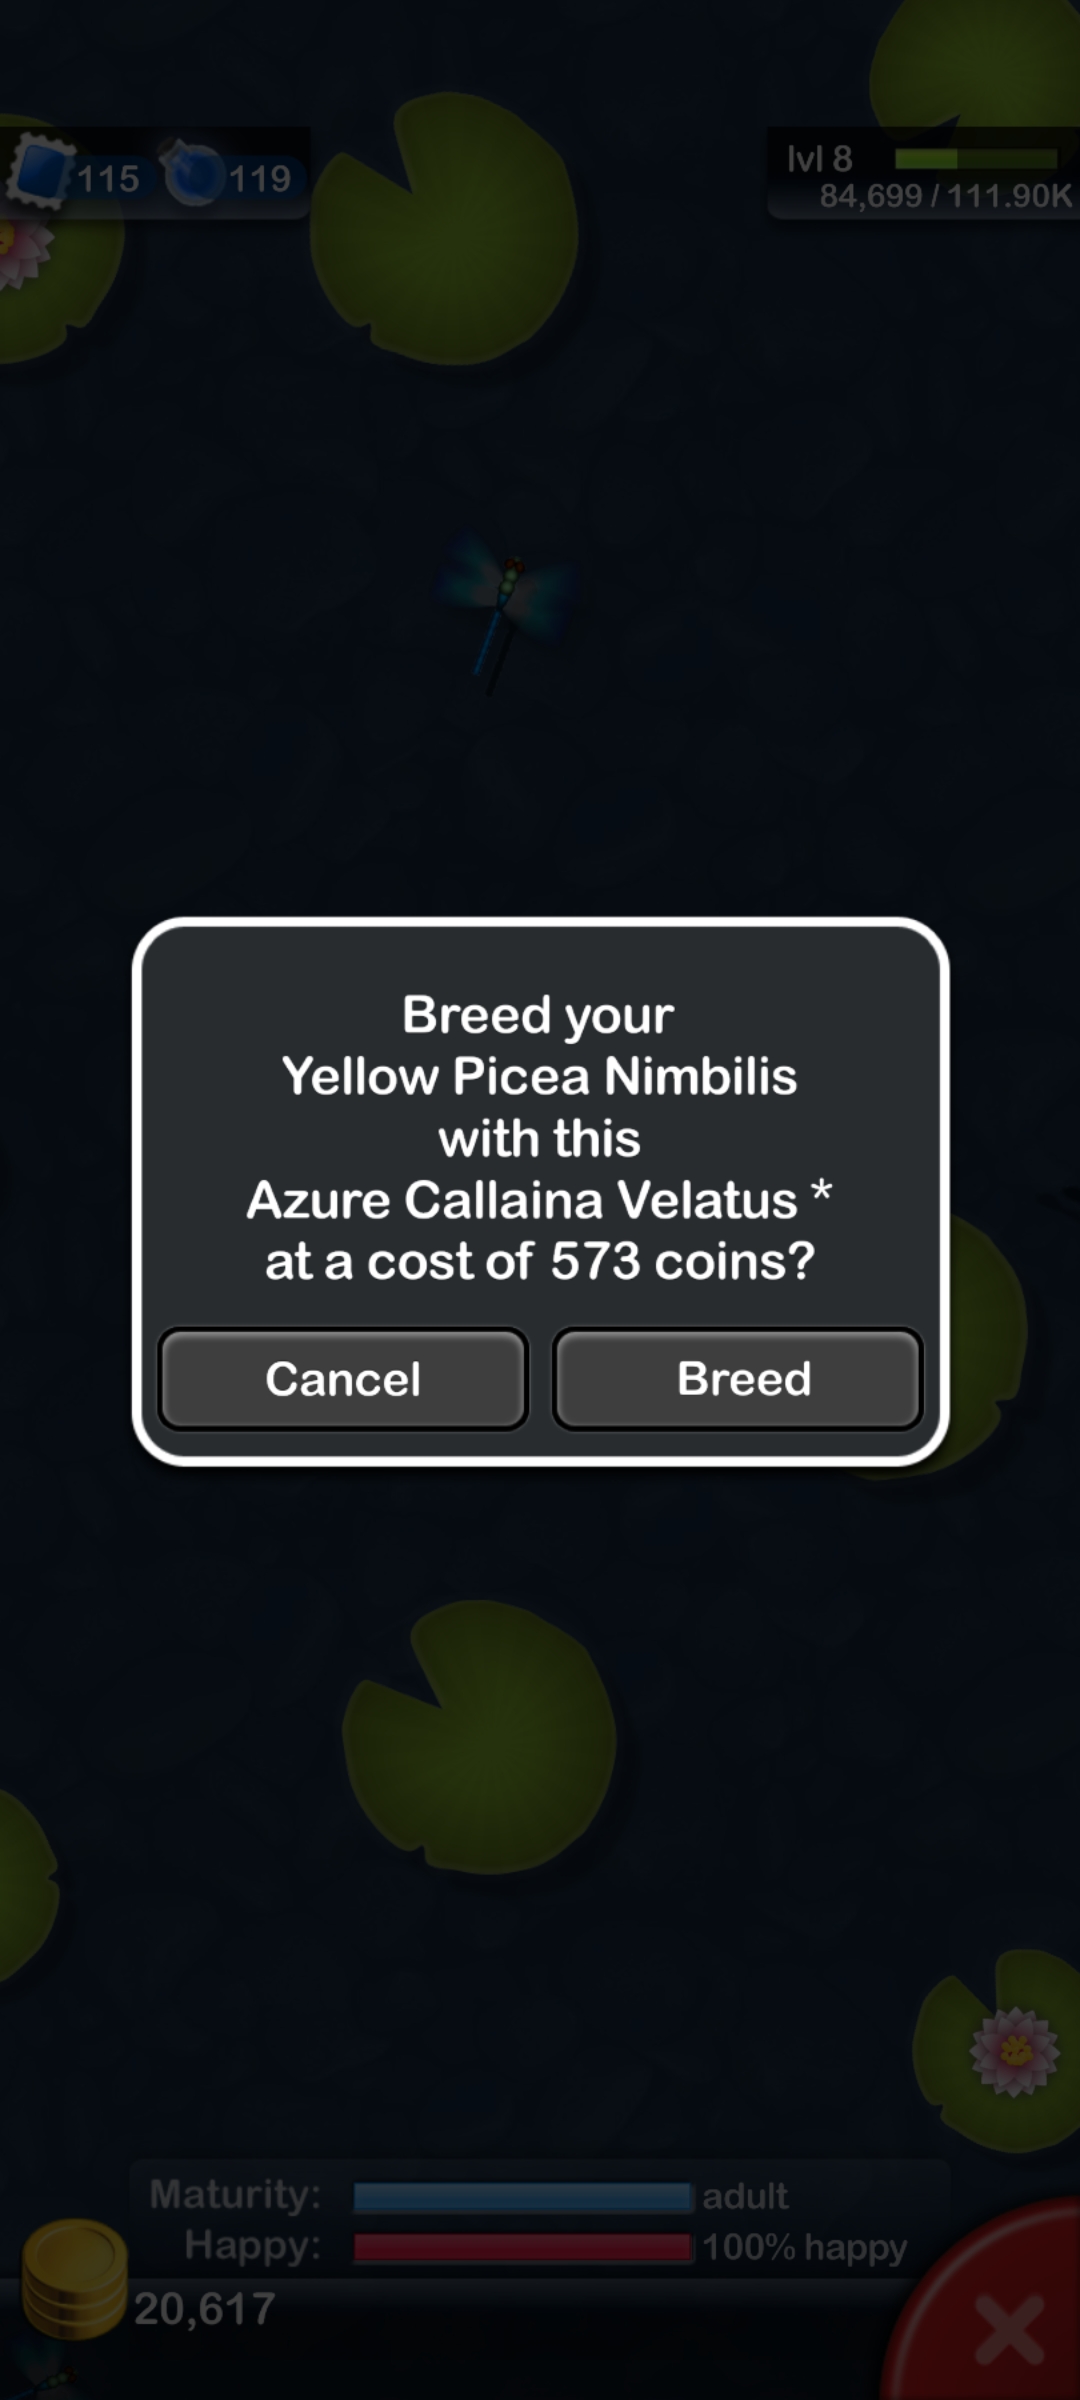 115 119
lvl 8
84,699 / 111.90K
Breed your
Yellow Picea Nimbilis
with this
Azure Callaina Velatus *
at a cost of 573 coins?
Cancel Breed
Maturity: adult
Happy: 100% happy
20,617